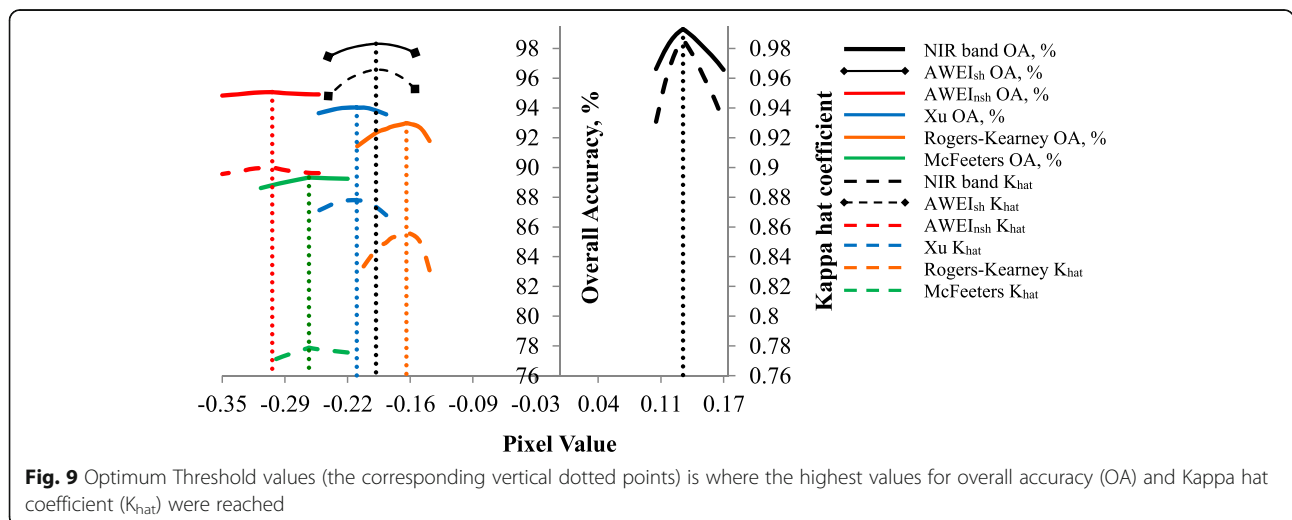 98
96
94
92
90
88
86
84
82
80
78
76
Overall Accuracy, %
0.98
0.96
0.94
0.92
0.9
0.88
0.86
0.84
0.82
0.8
0.78
0.76
Kappa hat coefficient
-0.35 -0.29 -0.22 -0.16 -0.09 -0.03 0.04 0.11 0.17
Pixel Value
NIR band OA, %
AWEIsh OA, %
AWEInsh OA, %
Xu OA, %
Rogers-Kearney OA, %
McFeeters OA, %
NIR band Khat
AWEIsh Khat
AWEInsh Khat
Xu Khat
Rogers-Kearney Khat
McFeeters Khat
Fig. 9 Optimum Threshold values (the corresponding vertical dotted points) is where the highest values for overall accuracy (OA) and Kappa hat
coefficient (Khat) were reached